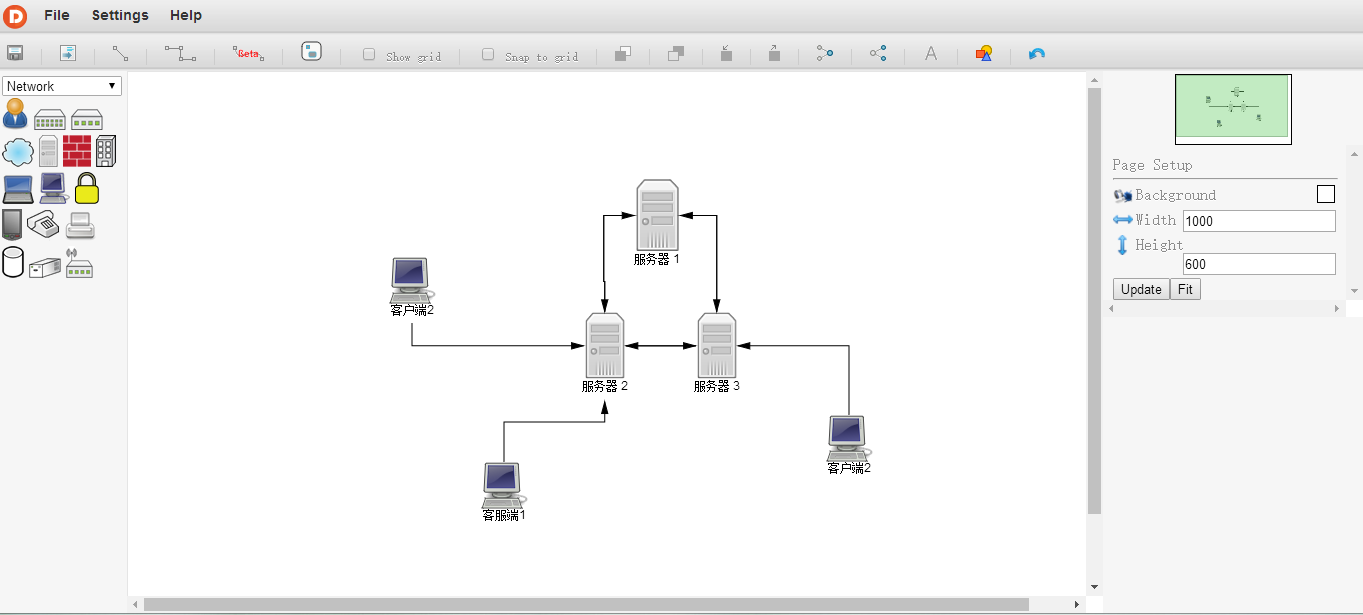 D File Settings Help
Beta Show grid Snap to grid A
Network
服务器 1
客户端2
服务器 2
服务器 3
客户端2
客服端1
Page Setup
Background
Width 1000
Height
600
Update Fit